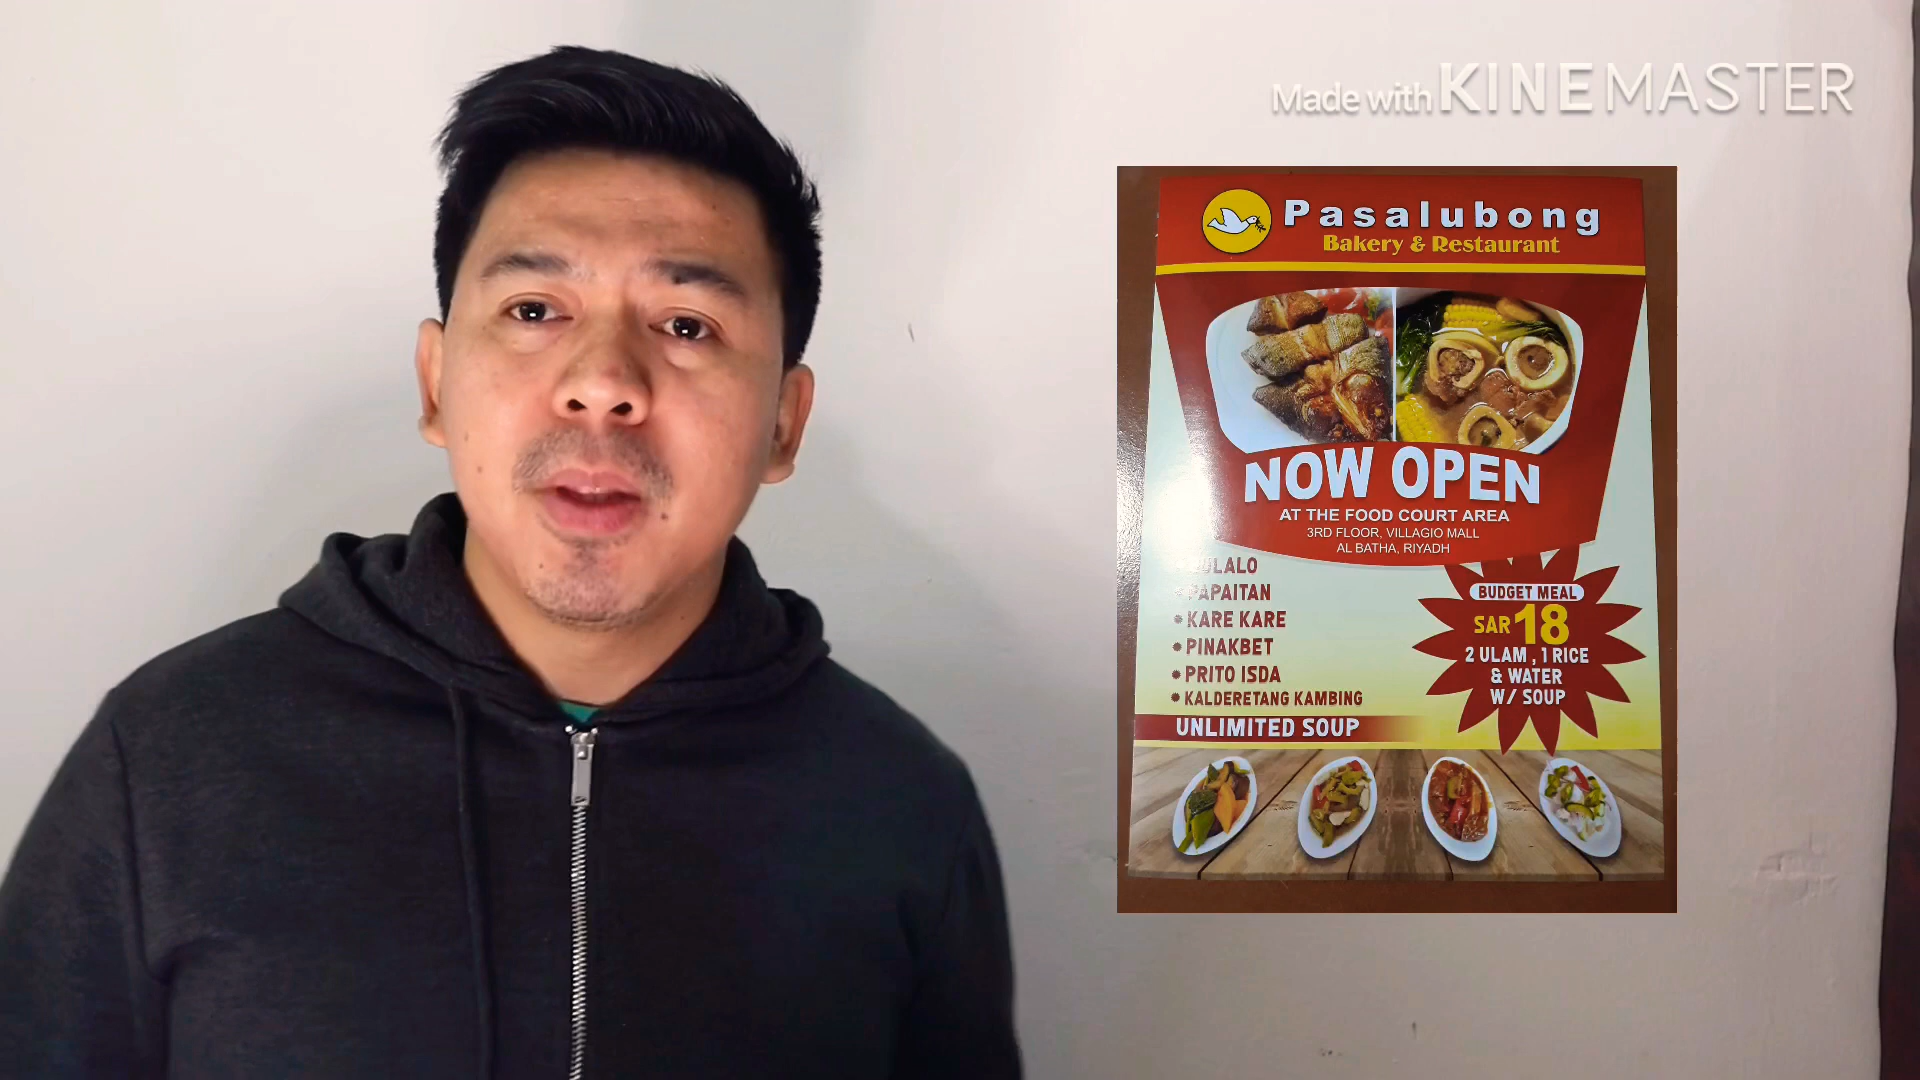 Made with KINEMASTER
Pasalubong
Bakery & Restaurant
NOW OPEN
AT THE FOOD COURT AREA
3RD FLOOR, VILLAGIO MALL
AL BATHA, RIYADH
PAPAITAN
KARE KARE
PINAKBET
PRITO ISDA
KALDERETANG KAMBING
UNLIMITED SOUP
BUDGET MEAL
SAR 18
2 ULAM, 1 RICE
& WATER
W/ SOUP